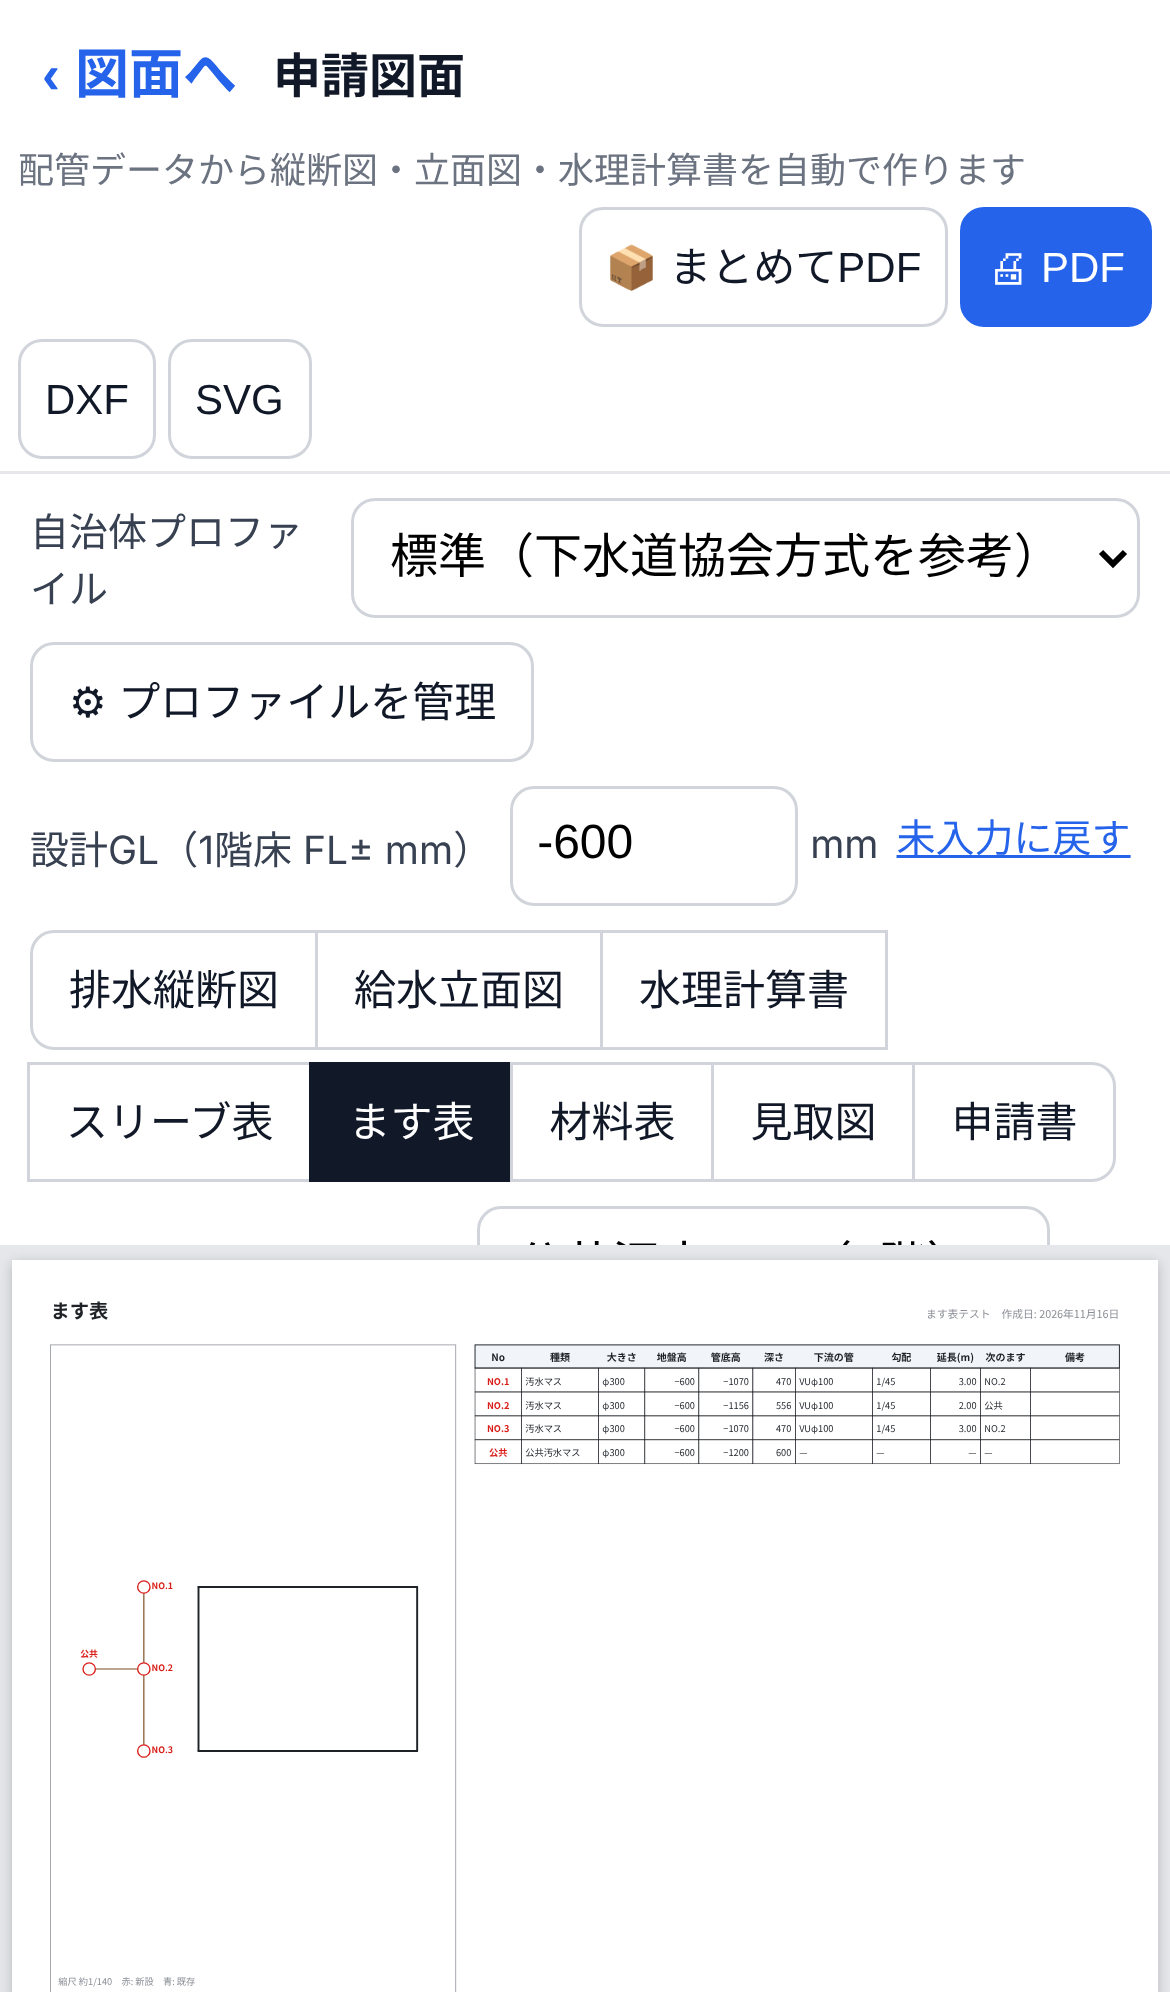 ‹ 図面へ 申請図面
配管データから縦断図・立面図・水理計算書を自動で作ります
📦 まとめてPDF 🖨 PDF
DXF SVG
自治体プロファイル 標準（下水道協会方式を参考）
⚙ プロファイルを管理
設計GL（1階床 FL± mm） -600 mm 未入力に戻す
排水縦断図 給水立面図 水理計算書
スリーブ表 ます表 材料表 見取図 申請書
ます表 ます表テスト 作成日: 2026年11月16日
No 種類 大きさ 地盤高 管底高 深さ 下流の管 勾配 延長(m) 次のます 備考
NO.1 汚水マス φ300 −600 −1070 470 VUφ100 1/45 3.00 NO.2
NO.2 汚水マス φ300 −600 −1156 556 VUφ100 1/45 2.00 公共
NO.3 汚水マス φ300 −600 −1070 470 VUφ100 1/45 3.00 NO.2
公共 公共汚水マス φ300 −600 −1200 600 — — — —
NO.1
公共
NO.2
NO.3
縮尺 約1/140 赤: 新設 青: 既存